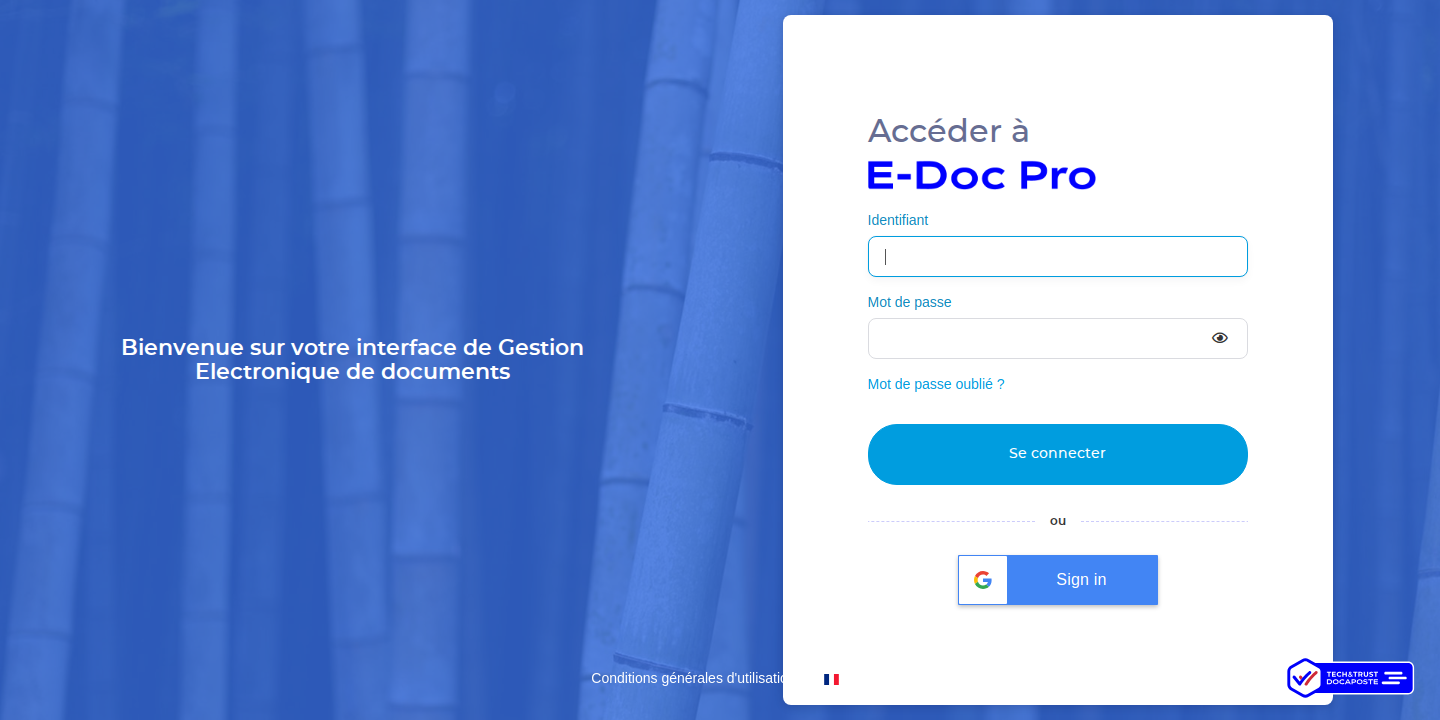 Bienvenue sur votre interface de Gestion
Electronique de documents
Conditions générales d'utilisatio
Accéder à
E-Doc Pro
Identifiant
Mot de passe
Mot de passe oublié ?
Se connecter
ou
Sign in
TECH&TRUST
DOCAPOSTE